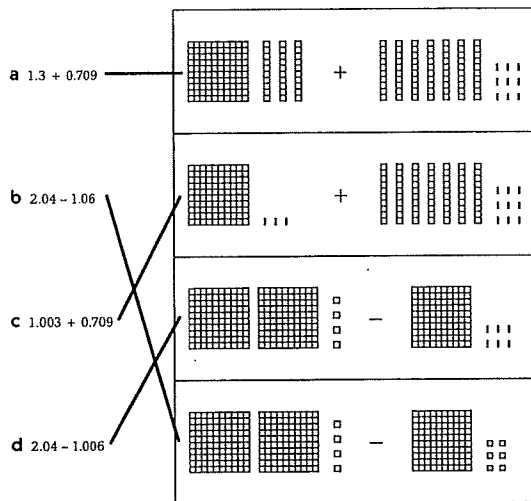 a 1.3 + 0.709
+
b 2.04 – 1.06
+
c 1.003 + 0.709
–
d 2.04 – 1.006
–